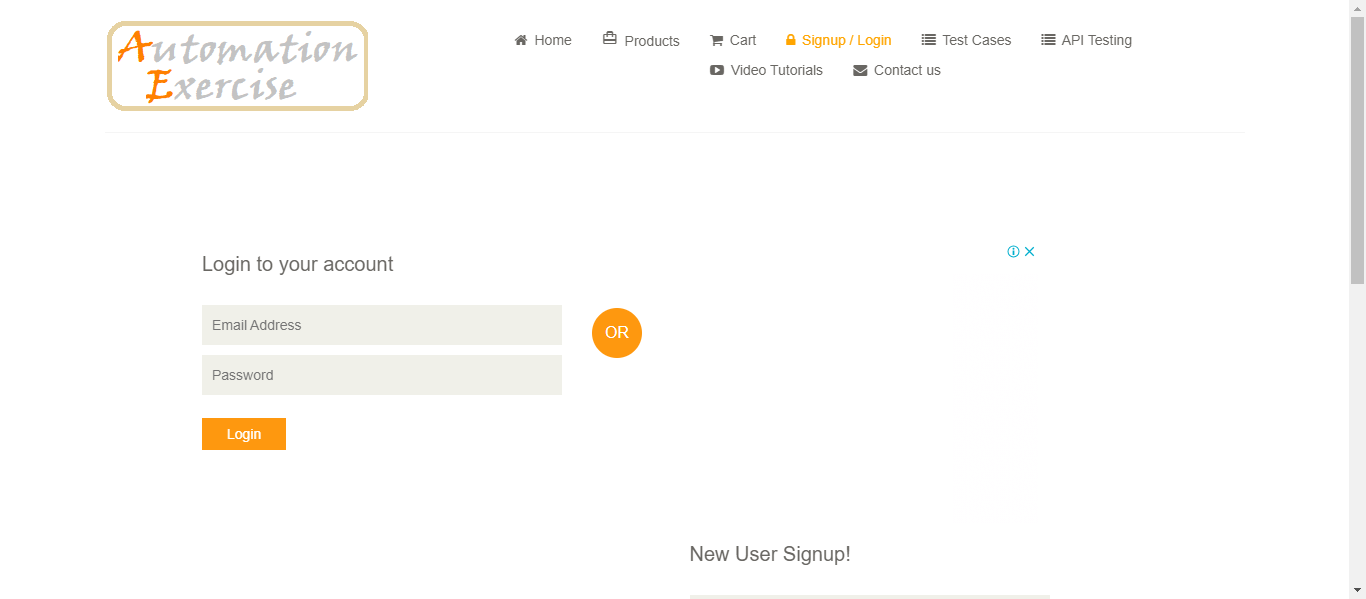 Automation
Exercise
Home Products Cart Signup / Login Test Cases API Testing
Video Tutorials Contact us
Login to your account
Email Address
OR
Password
Login
New User Signup!